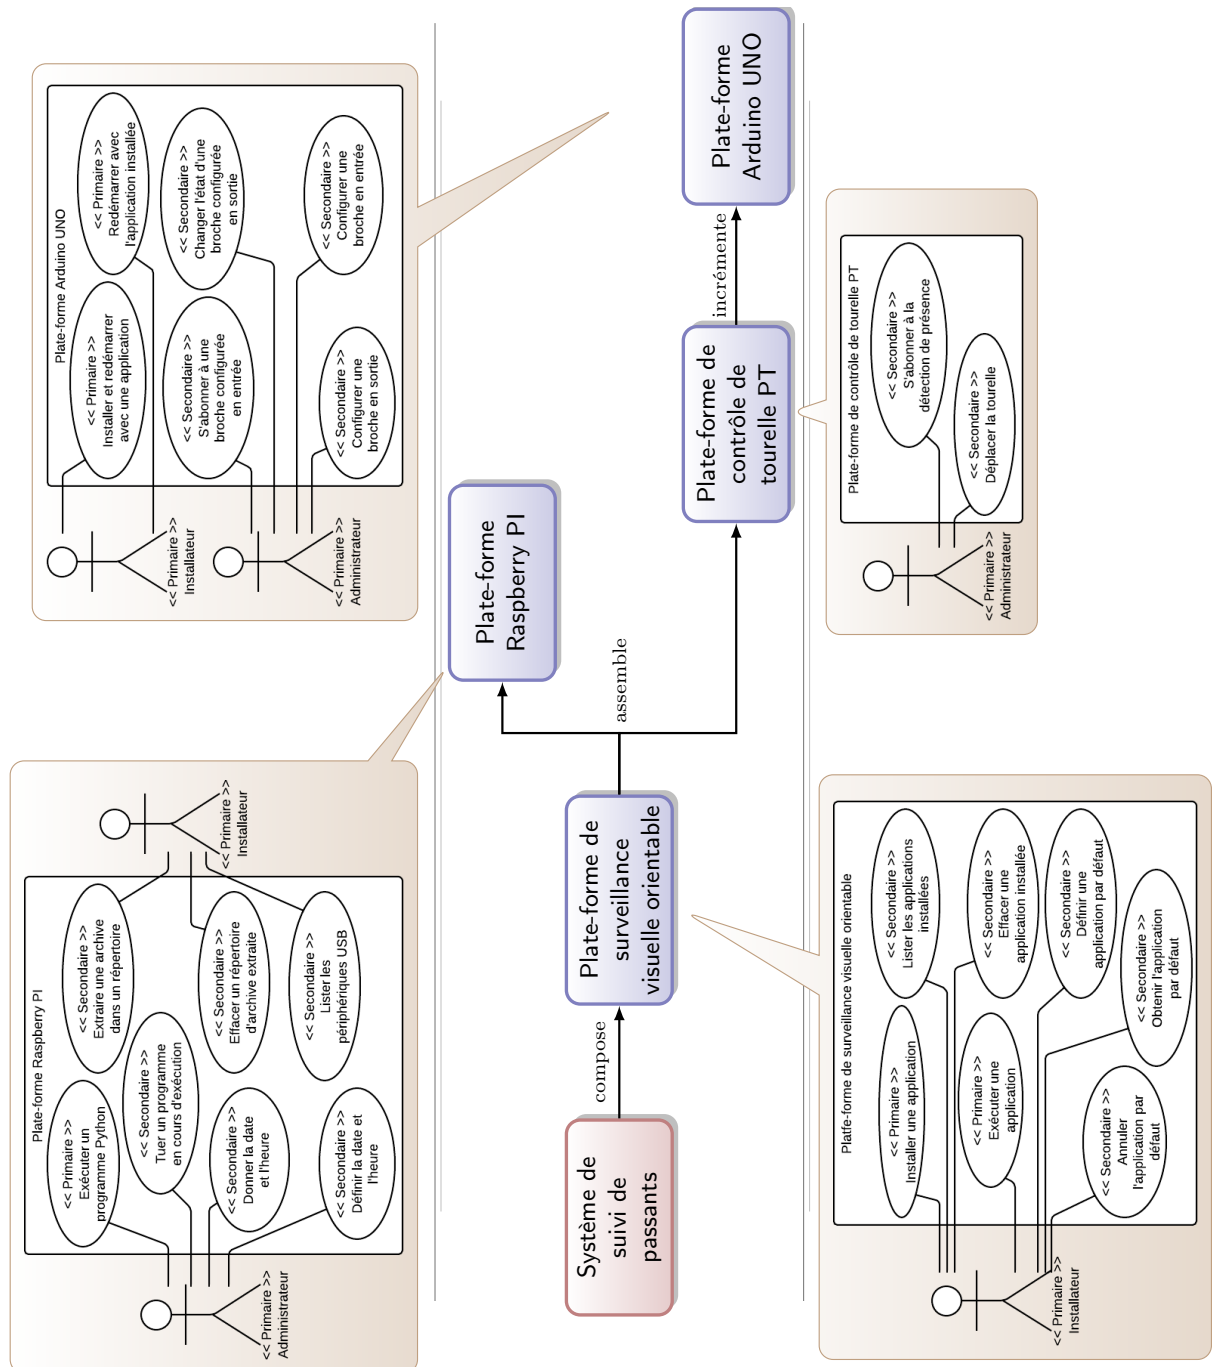 Plate-forme Raspberry PI
<< Primaire >>
Exécuter un
programme Python
<< Secondaire >>
Extraire une archive
dans un répertoire
<< Secondaire >>
Tuer un programme
en cours d'exécution
<< Secondaire >>
Donner la date
et l'heure
<< Secondaire >>
Effacer un répertoire
d'archive extraite
<< Secondaire >>
Définir la date et
l'heure
<< Secondaire >>
Lister les
périphériques USB
<< Primaire >>
Administrateur
<< Primaire >>
Installateur
Plate-forme Arduino UNO
<< Primaire >>
Installer et redémarrer
avec une application
<< Primaire >>
Redémarrer avec
l'application installée
<< Secondaire >>
S'abonner à une
broche configurée
en entrée
<< Secondaire >>
Changer l'état d'une
broche configurée
en sortie
<< Secondaire >>
Configurer une
broche en sortie
<< Secondaire >>
Configurer une
broche en entrée
<< Primaire >>
Installateur
<< Primaire >>
Administrateur
Système de
suivi de
passants
compose
Plate-forme de
surveillance
visuelle orientable
assemble
Plate-forme
Raspberry PI
Plate-forme de
contrôle de
tourelle PT
incrémente
Plate-forme
Arduino UNO
Platfe-forme de surveillance visuelle orientable
<< Primaire >>
Installer une application
<< Secondaire >>
Lister les applications
installées
<< Primaire >>
Exécuter une
application
<< Secondaire >>
Effacer une
application installée
<< Secondaire >>
Définir une
application par défaut
<< Secondaire >>
Annuler
l'application par
défaut
<< Secondaire >>
Obtenir l'application
par défaut
<< Primaire >>
Installateur
Plate-forme de contrôle de tourelle PT
<< Secondaire >>
S'abonner à la
détection de présence
<< Secondaire >>
Déplacer la tourelle
<< Primaire >>
Administrateur